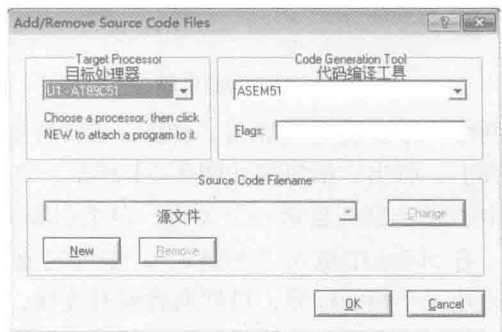 Add/Remove Source Code Files
Target Processor
目标处理器
U1 - AT89C51
Choose a processor, then click
NEW to attach a program to it.
Code Generation Tool
代码编译工具
ASEM51
Flags:
Source Code Filename
源文件
Change
New
Remove
OK
Cancel